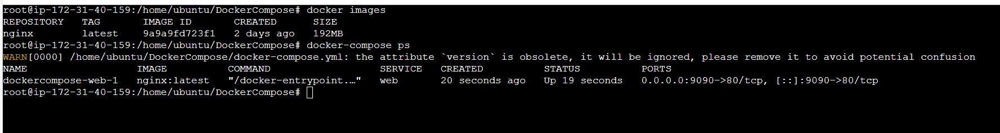 root@ip-172-31-40-159:/home/ubuntu/DockerCompose# docker images
REPOSITORY   TAG       IMAGE ID       CREATED      SIZE
nginx        latest    9a9a9fd723f1   2 days ago   192MB
root@ip-172-31-40-159:/home/ubuntu/DockerCompose# docker-compose ps
WARN[0000] /home/ubuntu/DockerCompose/docker-compose.yml: the attribute `version` is obsolete, it will be ignored, please remove it to avoid potential confusion
NAME                  IMAGE          COMMAND                  SERVICE   CREATED          STATUS          PORTS
dockercompose-web-1   nginx:latest   "/docker-entrypoint.…"   web       20 seconds ago   Up 19 seconds   0.0.0.0:9090->80/tcp, [::]:9090->80/tcp
root@ip-172-31-40-159:/home/ubuntu/DockerCompose#